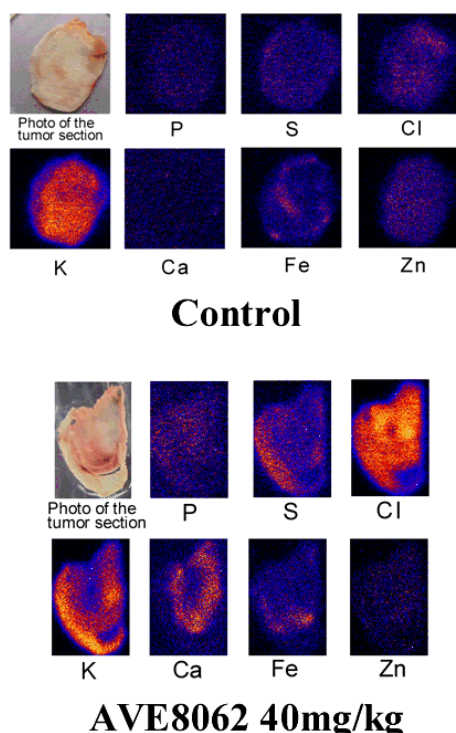 Photo of the
tumor section
P
S
Cl
K
Ca
Fe
Zn
Control
Photo of the
tumor section
P
S
Cl
K
Ca
Fe
Zn
AVE8062 40mg/kg